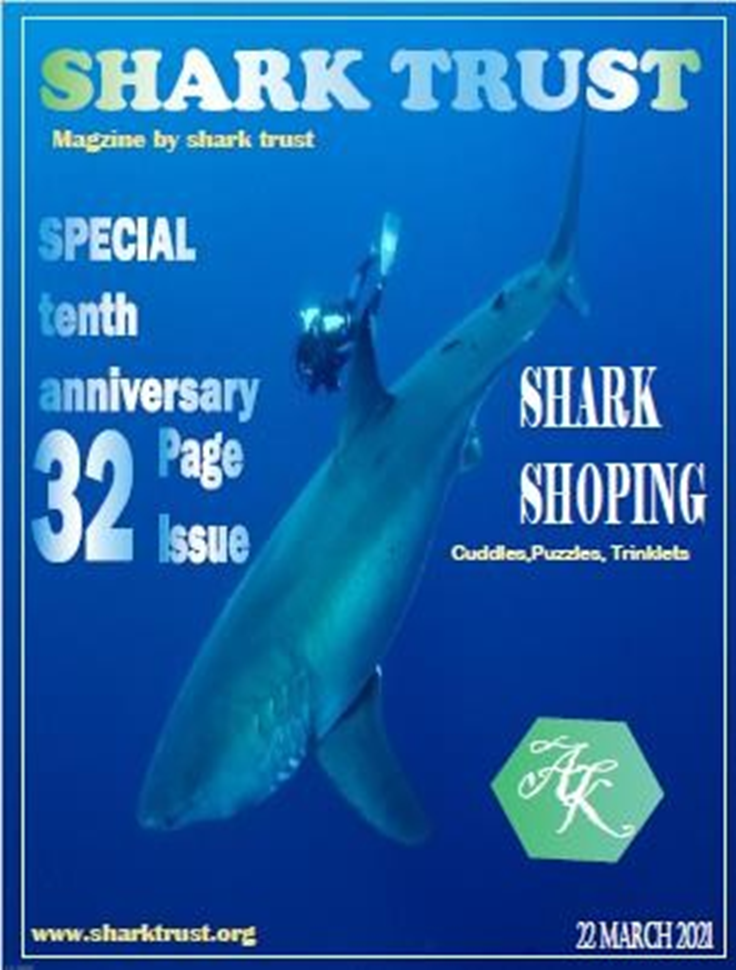 SHARK TRUST
Magzine by shark trust
SPECIAL
tenth
anniversary
32 Page
Issue
SHARK
SHOPING
Cuddles,Puzzles, Trinklets
AK
www.sharktrust.org
22 MARCH 2021